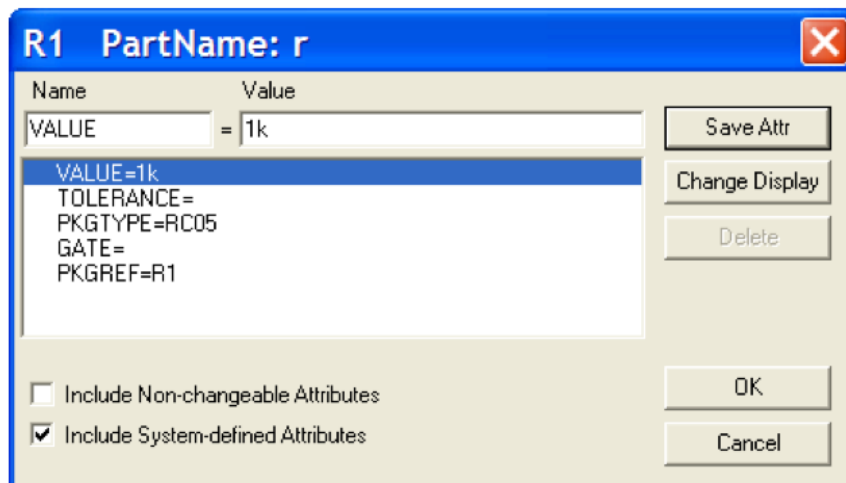 R1 PartName: r
Name Value
VALUE = 1k
Save Attr
VALUE=1k
TOLERANCE=
PKGTYPE=RC05
GATE=
PKGREF=R1
Change Display
Delete
Include Non-changeable Attributes
Include System-defined Attributes
OK
Cancel